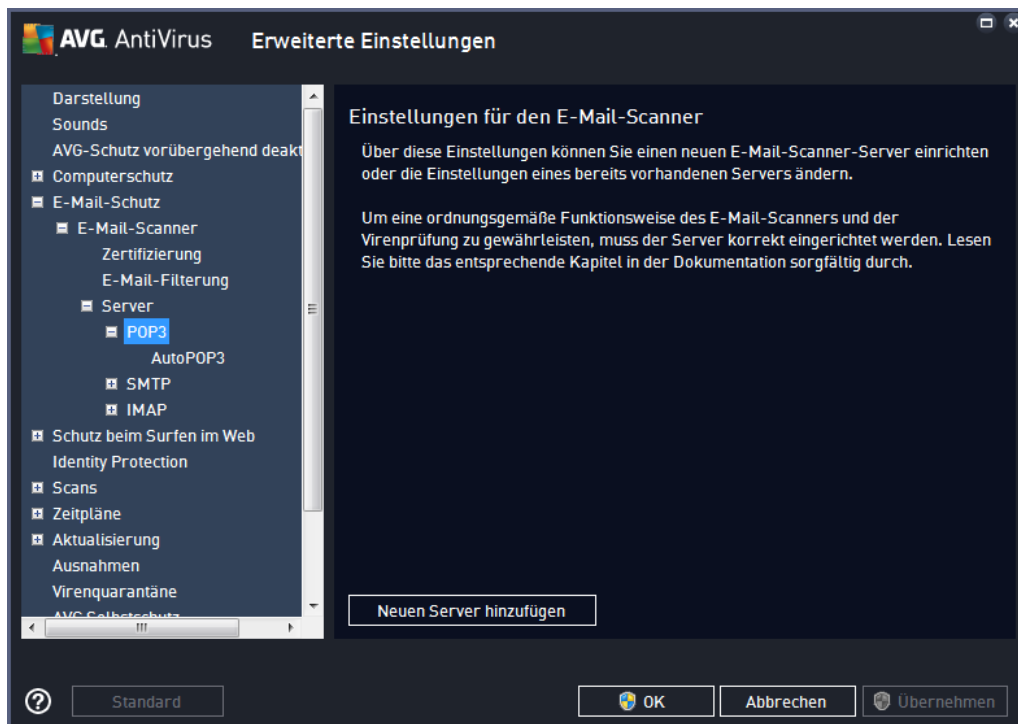 AVG. AntiVirus Erweiterte Einstellungen
Darstellung
Sounds
AVG-Schutz vorübergehend deakt
Computerschutz
E-Mail-Schutz
E-Mail-Scanner
Zertifizierung
E-Mail-Filterung
Server
POP3
AutoPOP3
SMTP
IMAP
Schutz beim Surfen im Web
Identity Protection
Scans
Zeitpläne
Aktualisierung
Ausnahmen
Virenquarantäne
AVG Selbstschutz
Einstellungen für den E-Mail-Scanner
Über diese Einstellungen können Sie einen neuen E-Mail-Scanner-Server einrichten
oder die Einstellungen eines bereits vorhandenen Servers ändern.
Um eine ordnungsgemäße Funktionsweise des E-Mail-Scanners und der
Virenprüfung zu gewährleisten, muss der Server korrekt eingerichtet werden. Lesen
Sie bitte das entsprechende Kapitel in der Dokumentation sorgfältig durch.
Neuen Server hinzufügen
Standard
OK
Abbrechen
Übernehmen